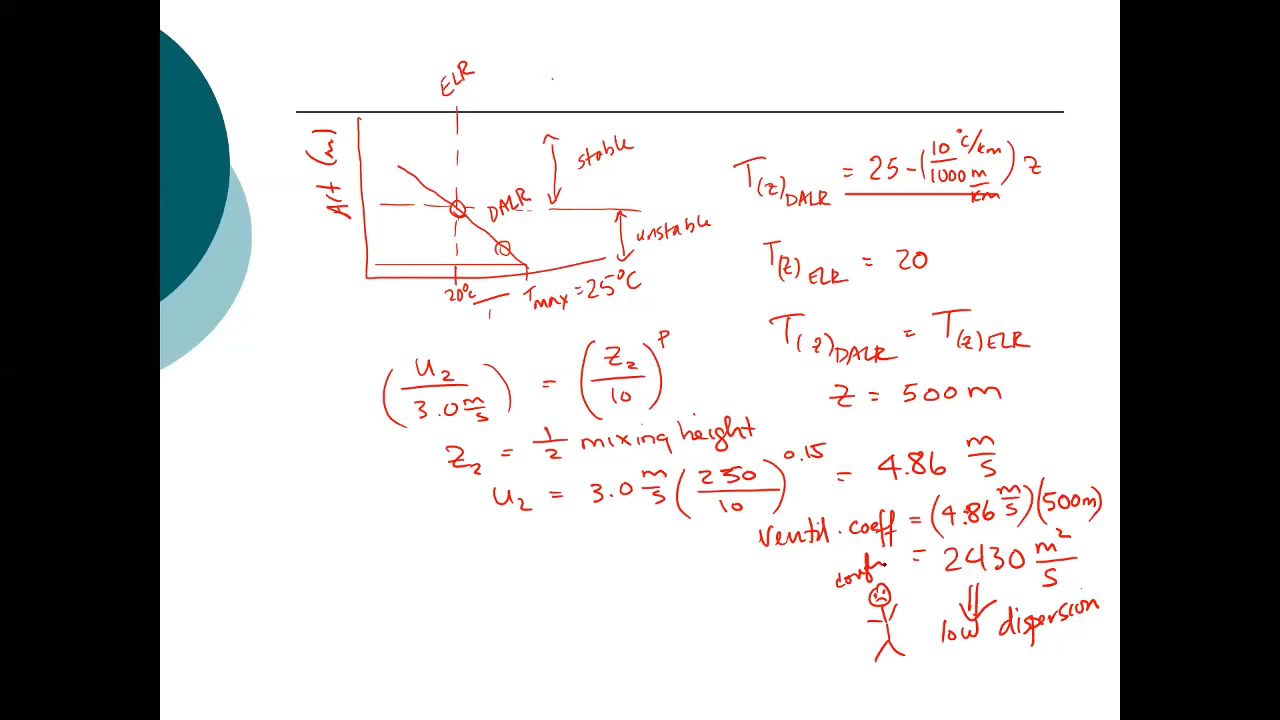 ELR
Alt (m)
stable
DALR
unstable
20°C
Tmax = 25°C
T(z)DALR = 25 - (10 °C/km / 1000 m/km) z
T(z)ELR = 20
T(z)DALR = T(z)ELR
z = 500 m
(u2 / 3.0 m/s) = (z2 / 10)^p
z2 = 1/2 mixing height
u2 = 3.0 m/s (250 / 10)^0.15 = 4.86 m/s
ventil. coeff = (4.86 m/s)(500m)
= 2430 m²/s
low dispersion